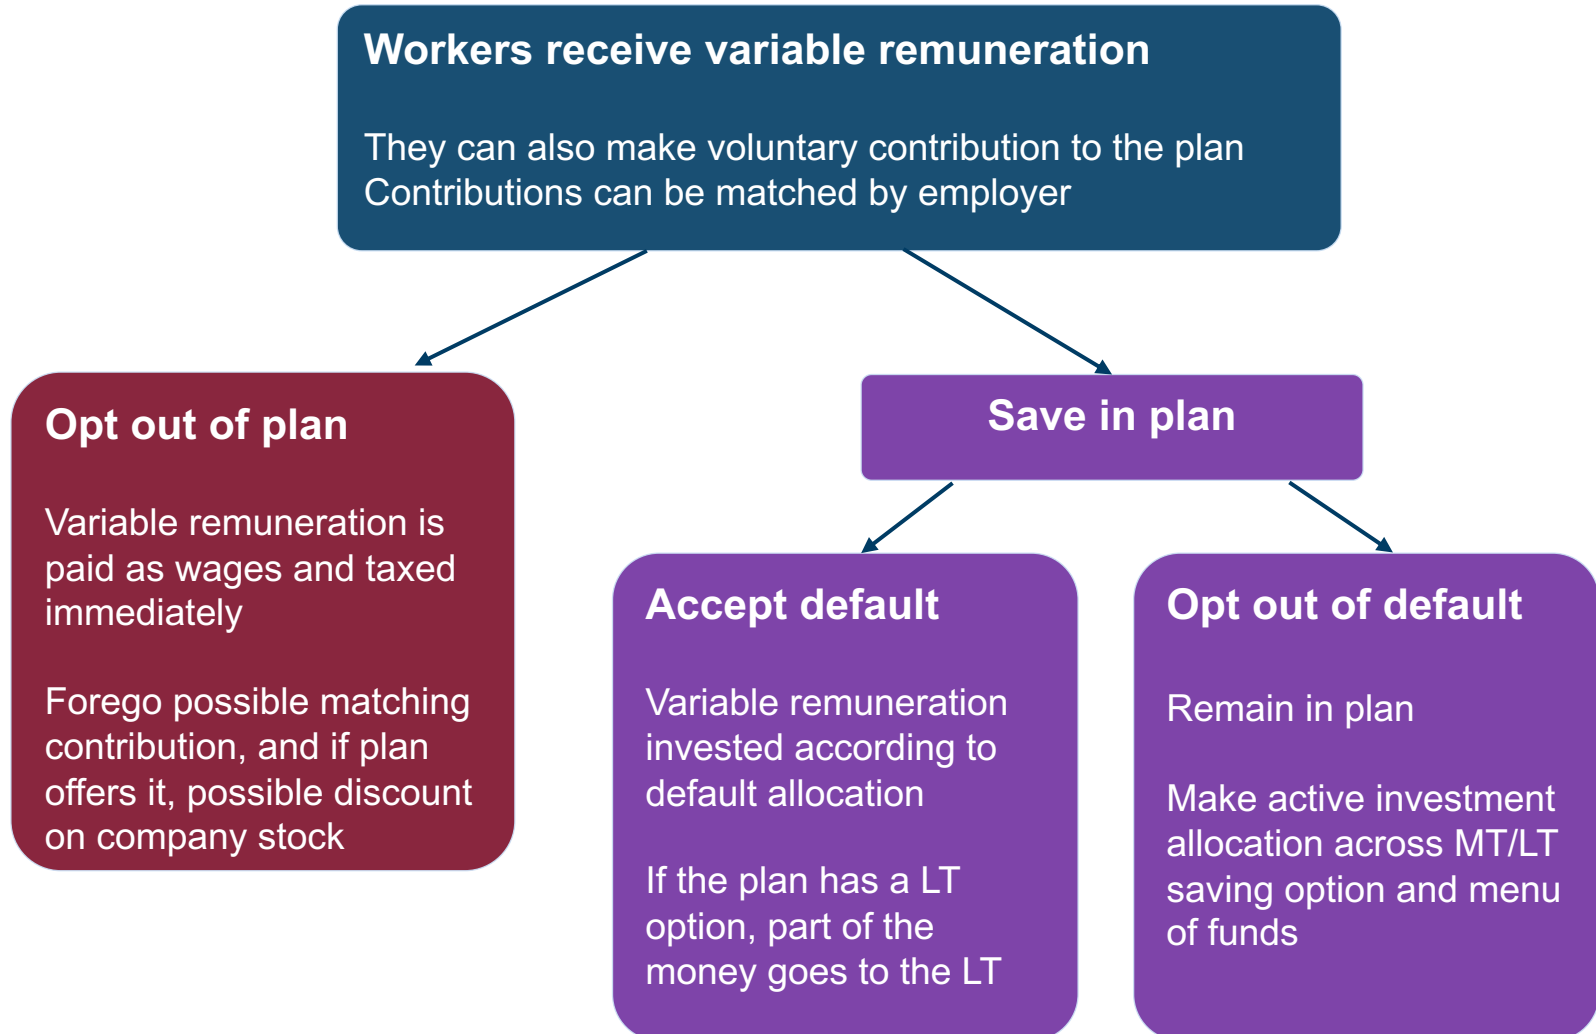 Workers receive variable remuneration
They can also make voluntary contribution to the plan
Contributions can be matched by employer
Opt out of plan
Variable remuneration is
paid as wages and taxed
immediately
Forego possible matching
contribution, and if plan
offers it, possible discount
on company stock
Save in plan
Accept default
Variable remuneration
invested according to
default allocation
If the plan has a LT
option, part of the
money goes to the LT
Opt out of default
Remain in plan
Make active investment
allocation across MT/LT
saving option and menu
of funds